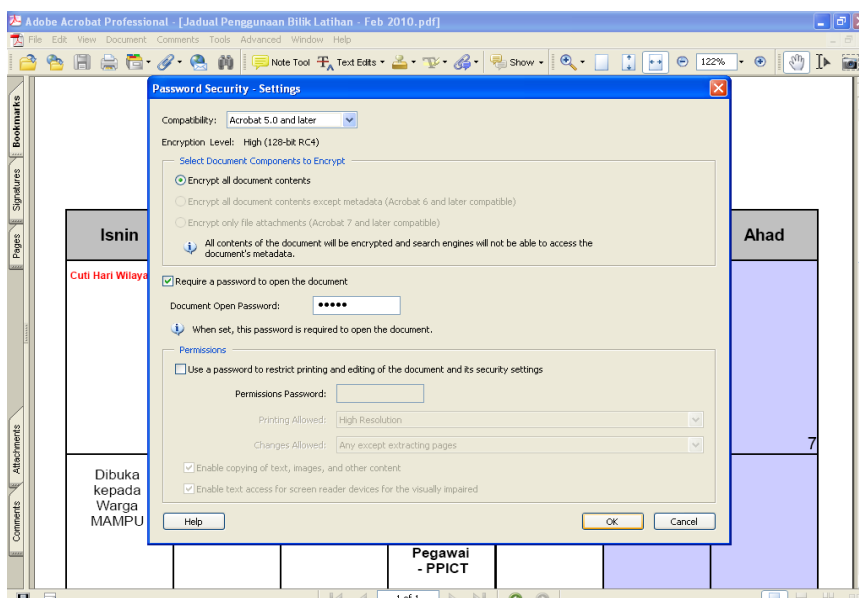 Adobe Acrobat Professional - [Jadual Penggunaan Bilik Latihan - Feb 2010.pdf]
File Edit View Document Comments Tools Advanced Window Help
Note Tool Text Edits Show 122%
Password Security - Settings
Compatibility: Acrobat 5.0 and later
Encryption Level: High (128-bit RC4)
Select Document Components to Encrypt
Encrypt all document contents
Encrypt all document contents except metadata (Acrobat 6 and later compatible)
Encrypt only file attachments (Acrobat 7 and later compatible)
All contents of the document will be encrypted and search engines will not be able to access the
document's metadata.
Require a password to open the document
Document Open Password: •••••
When set, this password is required to open the document.
Permissions
Use a password to restrict printing and editing of the document and its security settings
Permissions Password:
Printing Allowed: High Resolution
Changes Allowed: Any except extracting pages
Enable copying of text, images, and other content
Enable text access for screen reader devices for the visually impaired
Help OK Cancel
Bookmarks
Signatures
Pages
Attachments
Comments
Isnin
Ahad
Cuti Hari Wilaya
7
Dibuka
kepada
Warga
MAMPU
Pegawai
- PPICT
1 of 1